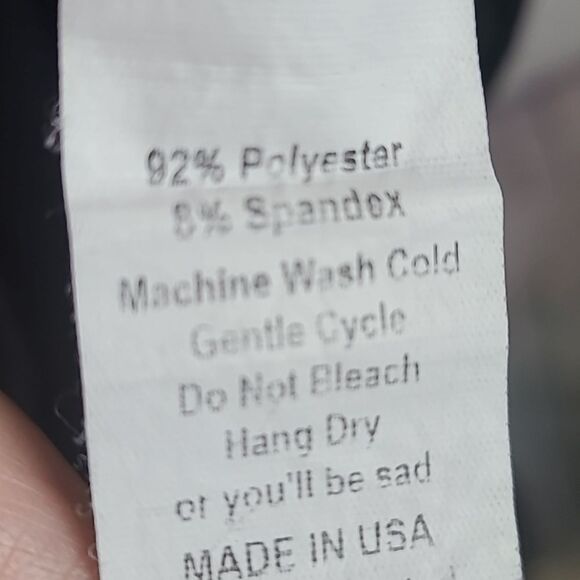 92% Polyester
8% Spandex
Machine Wash Cold
Gentle Cycle
Do Not Bleach
Hang Dry
or you'll be sad
MADE IN USA